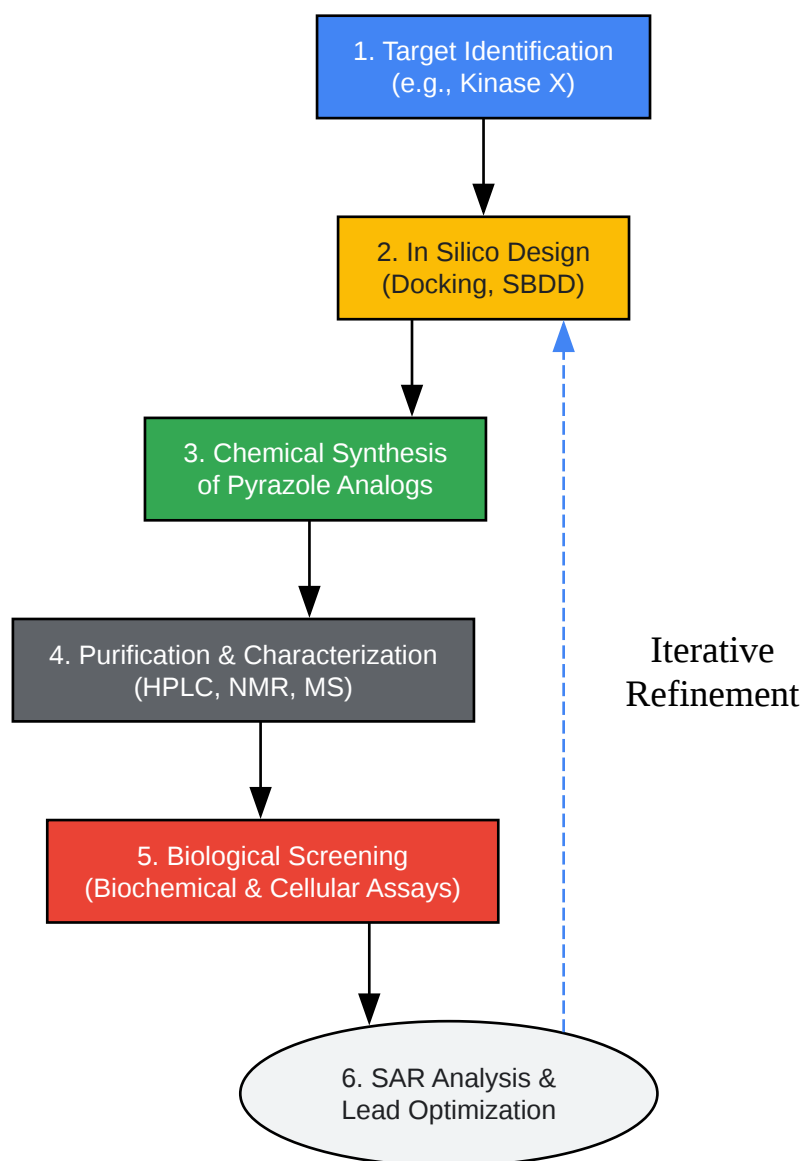 1. Target Identification
(e.g., Kinase X)
2. In Silico Design
(Docking, SBDD)
3. Chemical Synthesis
of Pyrazole Analogs
4. Purification & Characterization
(HPLC, NMR, MS)
Iterative
Refinement
5. Biological Screening
(Biochemical & Cellular Assays)
6. SAR Analysis &
Lead Optimization